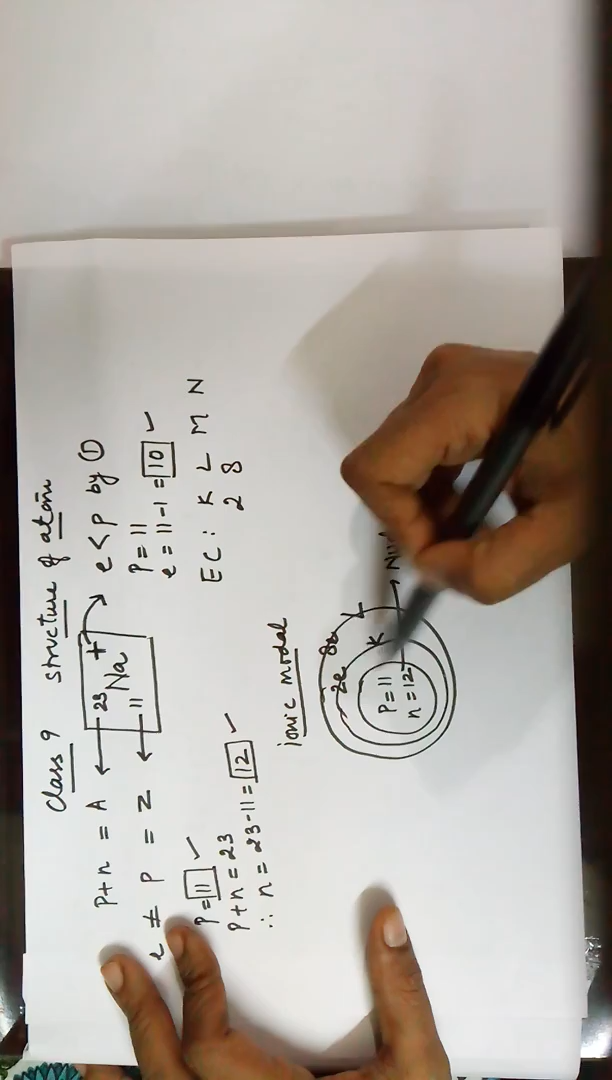 Class 9 structure of atom
P+n = A
23
11 Na +
e < p by 1
e ≠ P = Z
P = 11
e = 11 - 1 = 10 ✓
P = 11 ✓
P + n = 23
∴ n = 23 - 11 = 12 ✓
EC : K L M N
2 8
ionic modal
8e L
2e K
P = 11
n = 12